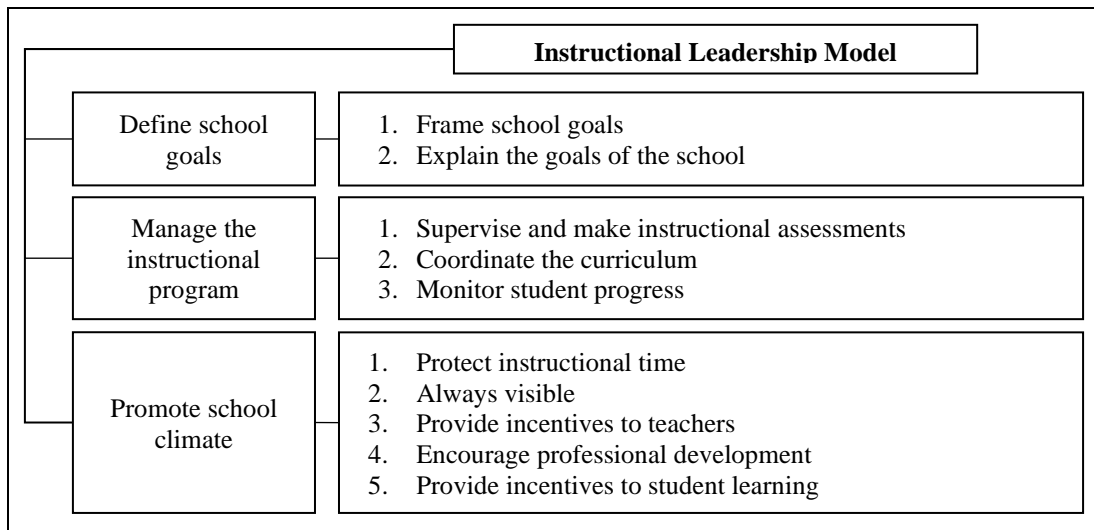 Instructional Leadership Model
Define school
goals
1. Frame school goals
2. Explain the goals of the school
Manage the
instructional
program
1. Supervise and make instructional assessments
2. Coordinate the curriculum
3. Monitor student progress
Promote school
climate
1. Protect instructional time
2. Always visible
3. Provide incentives to teachers
4. Encourage professional development
5. Provide incentives to student learning